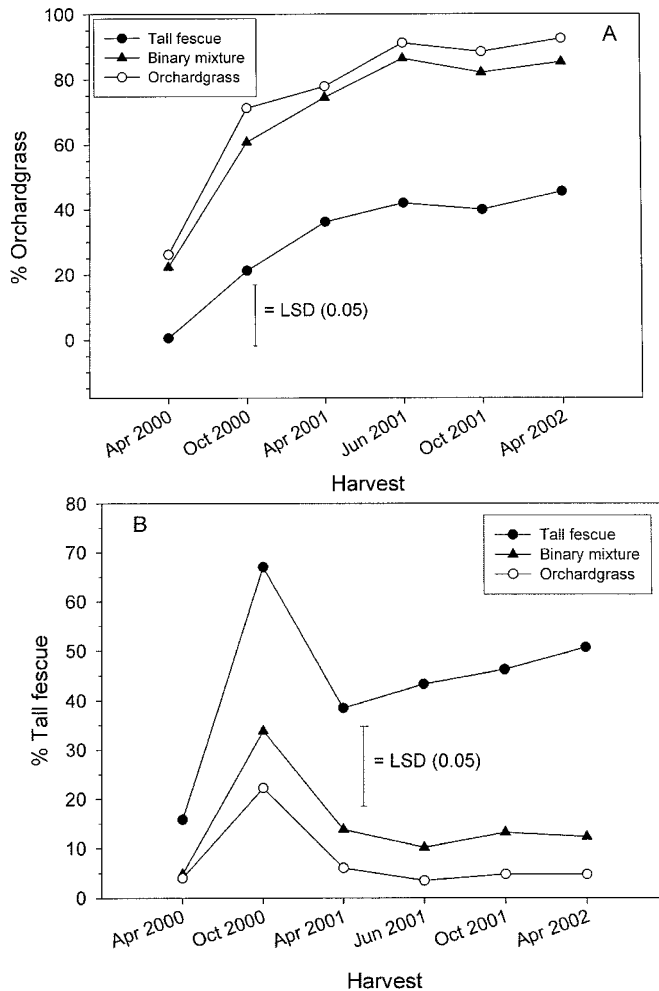 100
80
60
40
20
0
% Orchardgrass
A
Tall fescue
Binary mixture
Orchardgrass
= LSD (0.05)
Apr 2000
Oct 2000
Apr 2001
Jun 2001
Oct 2001
Apr 2002
Harvest
80
70
60
50
40
30
20
10
0
% Tall fescue
B
Tall fescue
Binary mixture
Orchardgrass
= LSD (0.05)
Apr 2000
Oct 2000
Apr 2001
Jun 2001
Oct 2001
Apr 2002
Harvest